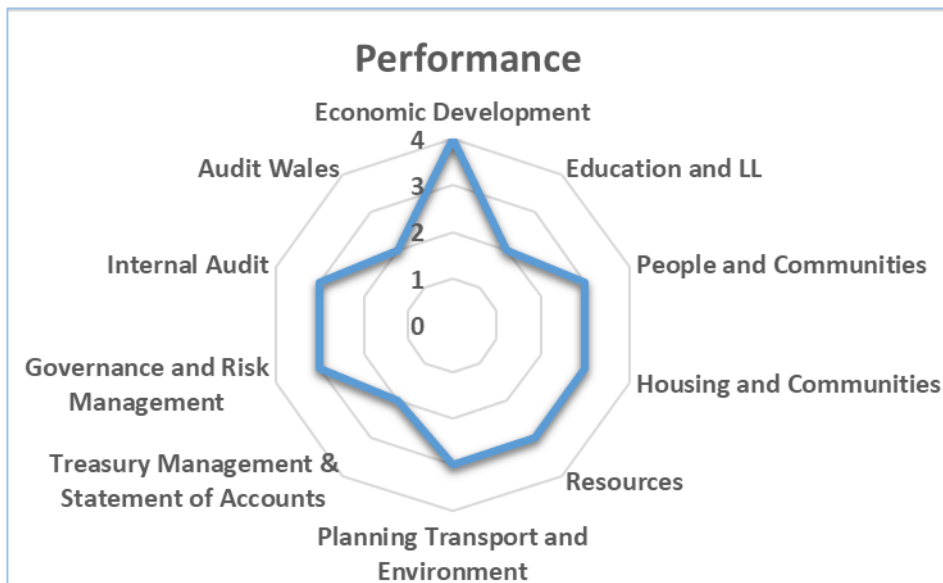 Performance
Economic Development
4
Audit Wales
Education and LL
3
2
Internal Audit
People and Communities
1
0
Governance and Risk
Management
Housing and Communities
Treasury Management &
Statement of Accounts
Resources
Planning Transport and
Environment